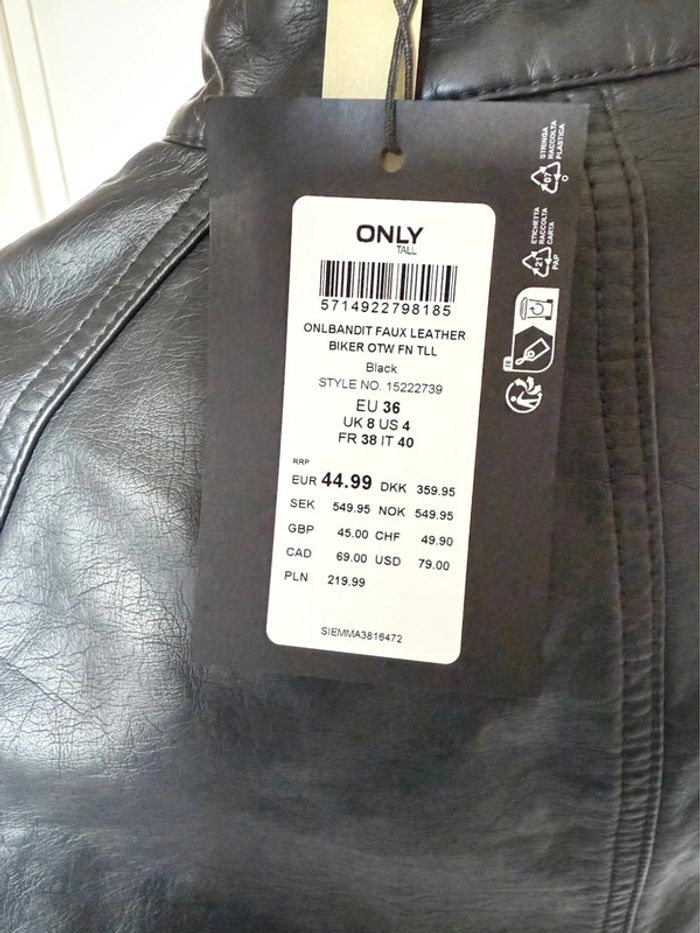 ONLY
TALL
5714922798185
ONLBANDIT FAUX LEATHER
BIKER OTW FN TLL
Black
STYLE NO. 15222739
EU 36
UK 8 US 4
FR 38 IT 40
RRP
EUR 44.99 DKK 359.95
SEK 549.95 NOK 549.95
GBP 45.00 CHF 49.90
CAD 69.00 USD 79.00
PLN 219.99
SIEMMA3816472
07
O
STRINGA
RACCOLTA
PLASTICA
21
PAP
ETICHETTA
RACCOLTA
CARTA
FR